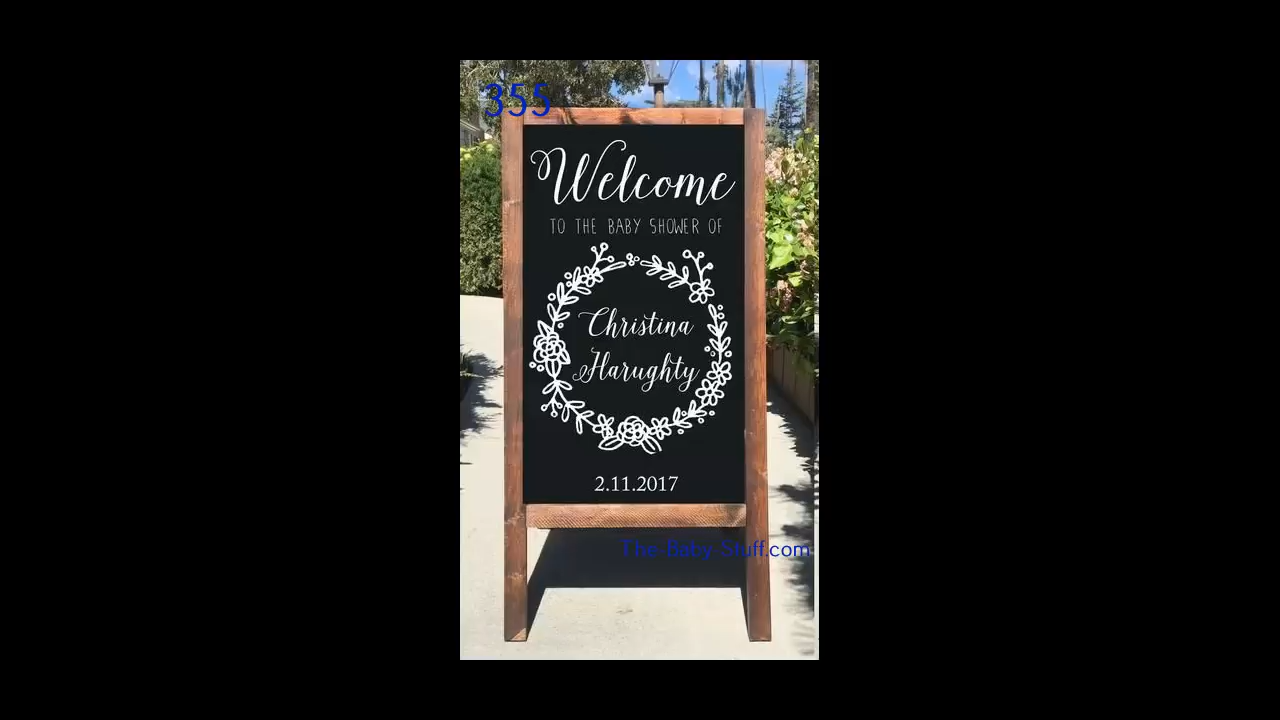 355
Welcome
TO THE BABY SHOWER OF
Christina
Harughty
2.11.2017
The-Baby-Stuff.com